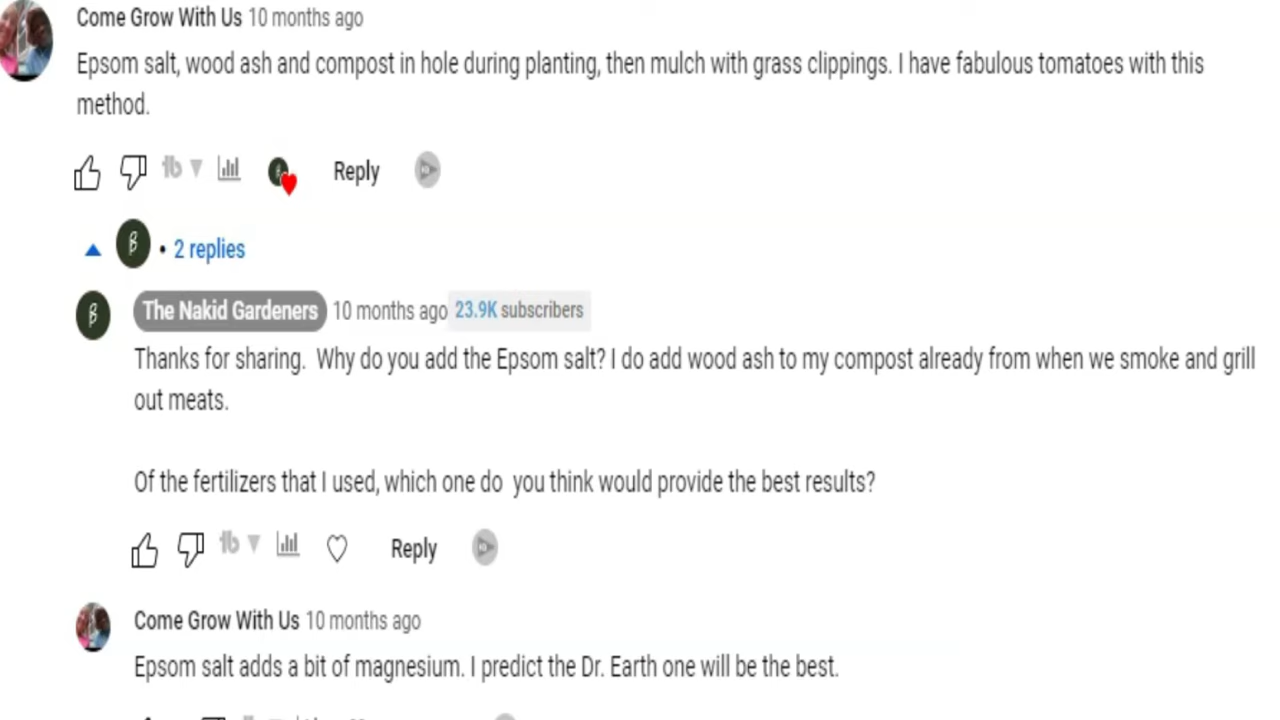 Come Grow With Us 10 months ago
Epsom salt, wood ash and compost in hole during planting, then mulch with grass clippings. I have fabulous tomatoes with this
method.
Reply
• 2 replies
The Nakid Gardeners 10 months ago 23.9K subscribers
Thanks for sharing.  Why do you add the Epsom salt? I do add wood ash to my compost already from when we smoke and grill
out meats.
Of the fertilizers that I used, which one do  you think would provide the best results?
Reply
Come Grow With Us 10 months ago
Epsom salt adds a bit of magnesium. I predict the Dr. Earth one will be the best.